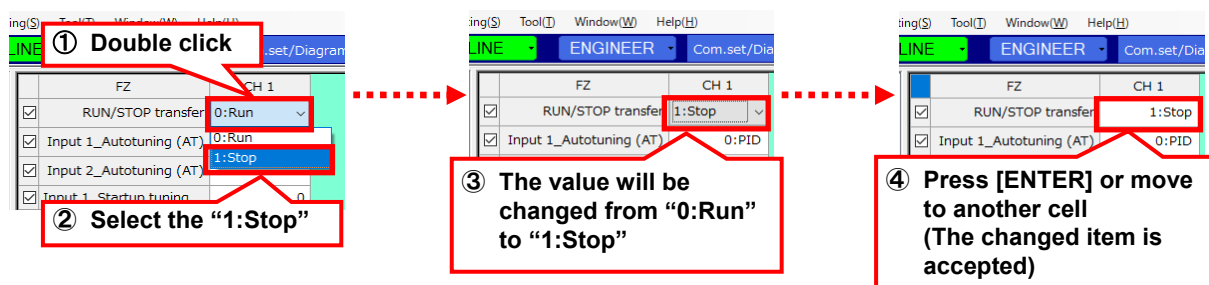 ing(S) Tool(T) Window(W) Help(H)
LINE
① Double click
.set/Diagram
FZ CH 1
RUN/STOP transfer 0:Run
Input 1_Autotuning (AT) 0:Run
1:Stop
Input 2_Autotuning (AT)
Input 1_Startup tuning 0
② Select the “1:Stop”
ting(S) Tool(T) Window(W) Help(H)
LINE ENGINEER Com.set/Dia
FZ CH 1
RUN/STOP transfer 1:Stop
Input 1_Autotuning (AT) 0:PID
③ The value will be
changed from “0:Run”
to “1:Stop”
ting(S) Tool(T) Window(W) Help(H)
LINE ENGINEER Com.set/Dia
FZ CH 1
RUN/STOP transfer 1:Stop
Input 1_Autotuning (AT) 0:PID
④ Press [ENTER] or move
to another cell
(The changed item is
accepted)